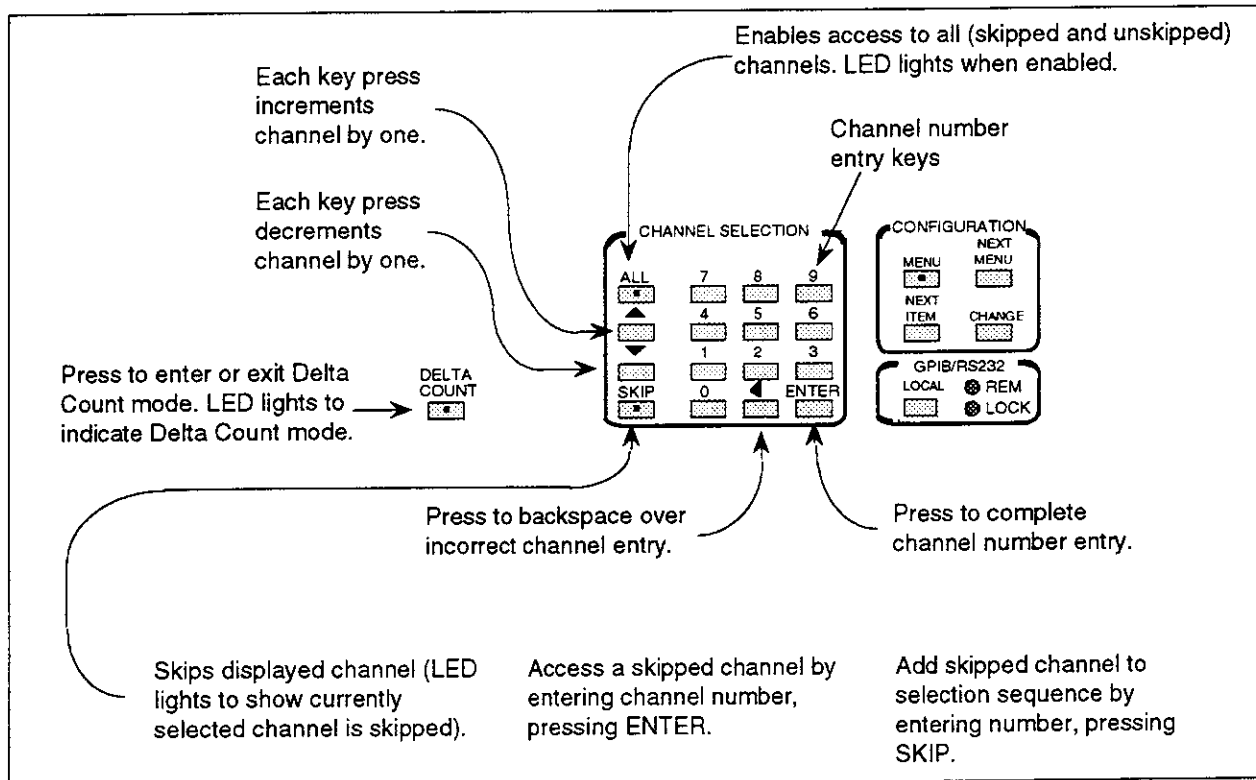 Enables access to all (skipped and unskipped)
channels. LED lights when enabled.
Each key press
increments
channel by one.
Channel number
entry keys
Each key press
decrements
channel by one.
CHANNEL SELECTION
ALL
7 8 9
4 5 6
1 2 3
SKIP
0
ENTER
CONFIGURATION
MENU
NEXT
MENU
NEXT
ITEM
CHANGE
GPIB/RS232
LOCAL
REM
LOCK
Press to enter or exit Delta
Count mode. LED lights to
indicate Delta Count mode.
DELTA
COUNT
Press to backspace over
incorrect channel entry.
Press to complete
channel number entry.
Skips displayed channel (LED
lights to show currently
selected channel is skipped).
Access a skipped channel by
entering channel number,
pressing ENTER.
Add skipped channel to
selection sequence by
entering number, pressing
SKIP.